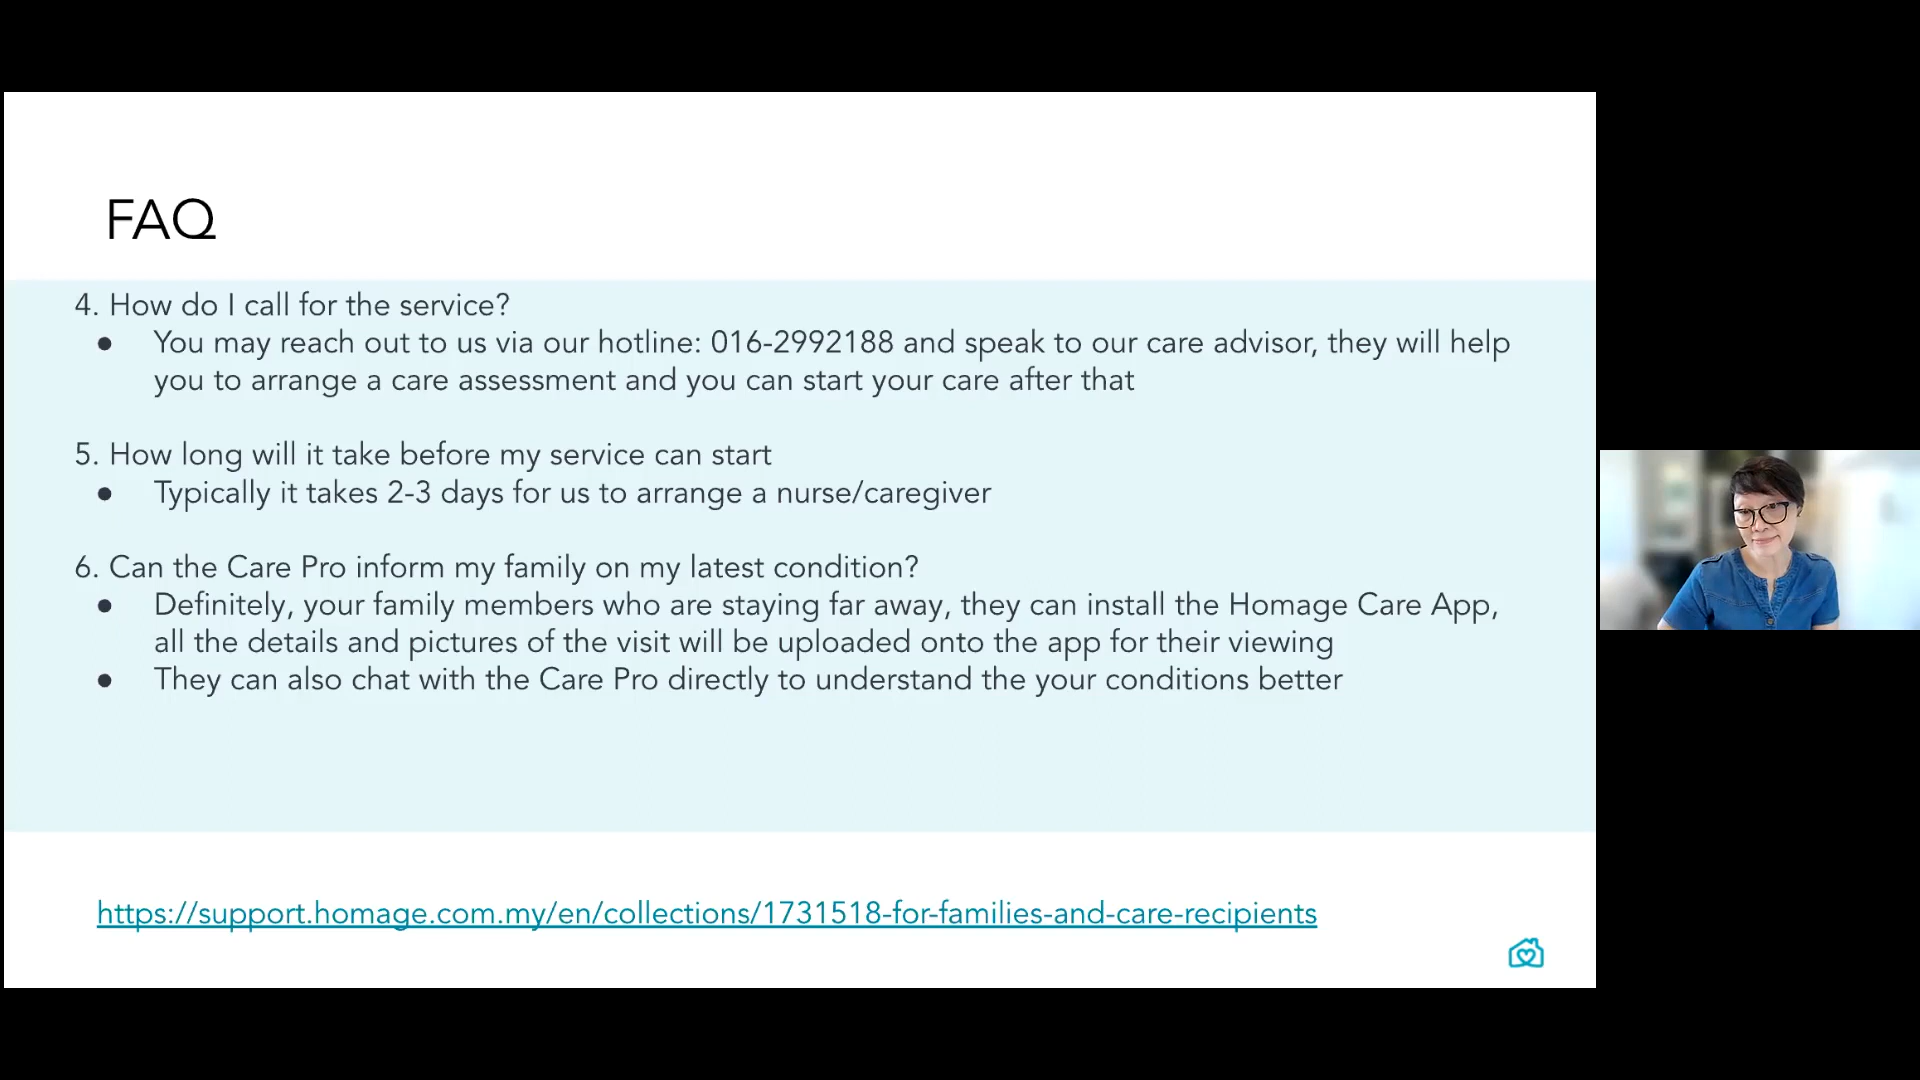 FAQ
4. How do I call for the service?
● You may reach out to us via our hotline: 016-2992188 and speak to our care advisor, they will help
you to arrange a care assessment and you can start your care after that
5. How long will it take before my service can start
● Typically it takes 2-3 days for us to arrange a nurse/caregiver
6. Can the Care Pro inform my family on my latest condition?
● Definitely, your family members who are staying far away, they can install the Homage Care App,
all the details and pictures of the visit will be uploaded onto the app for their viewing
● They can also chat with the Care Pro directly to understand the your conditions better
https://support.homage.com.my/en/collections/1731518-for-families-and-care-recipients